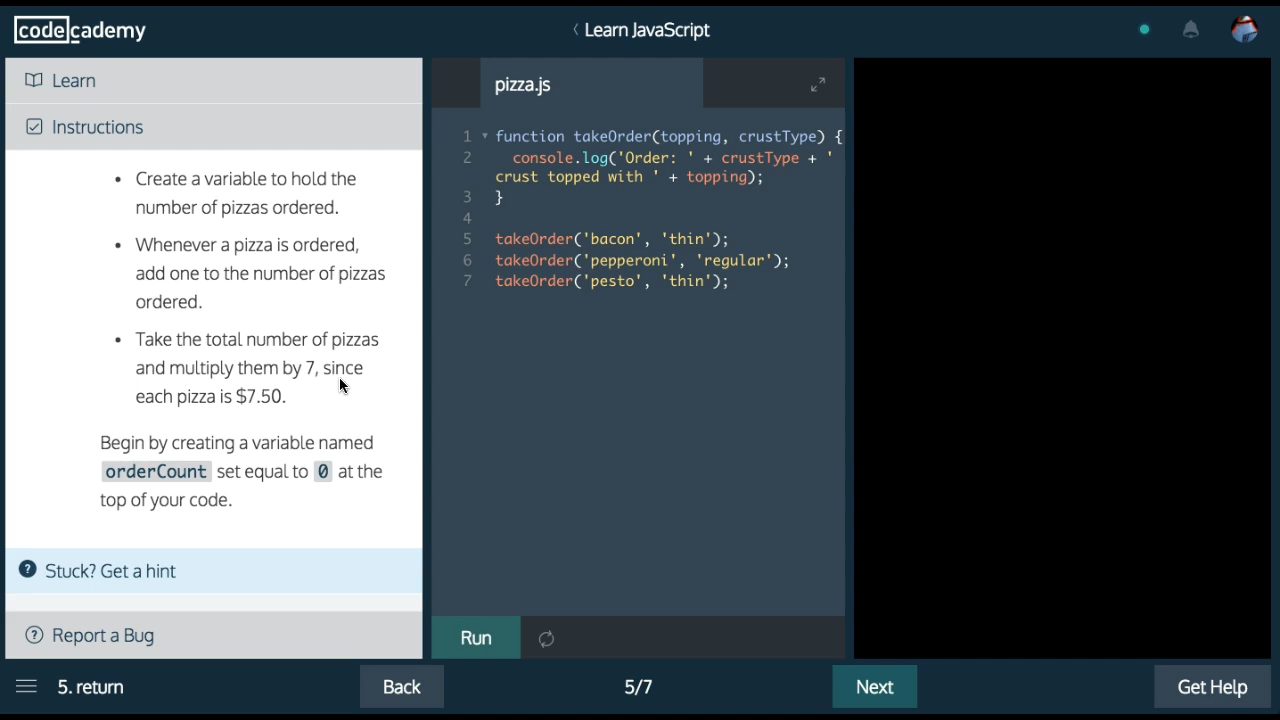 codecademy
Learn JavaScript
Learn
Instructions
• Create a variable to hold the
number of pizzas ordered.
• Whenever a pizza is ordered,
add one to the number of pizzas
ordered.
• Take the total number of pizzas
and multiply them by 7, since
each pizza is $7.50.
Begin by creating a variable named
orderCount set equal to 0 at the
top of your code.
Stuck? Get a hint
Report a Bug
pizza.js
1 function takeOrder(topping, crustType) {
2 console.log('Order: ' + crustType + '
crust topped with ' + topping);
3 }
4
5 takeOrder('bacon', 'thin');
6 takeOrder('pepperoni', 'regular');
7 takeOrder('pesto', 'thin');
Run
5. return
Back
5/7
Next
Get Help